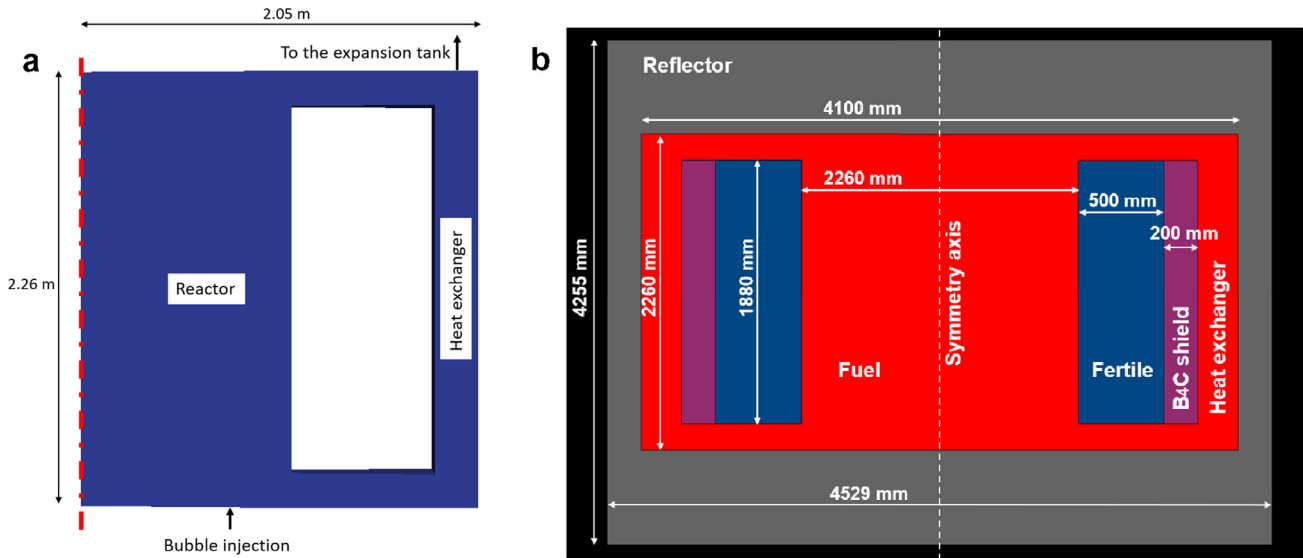 a
2.05 m
To the expansion tank
2.26 m
Reactor
Heat exchanger
Bubble injection
b
Reflector
4100 mm
2260 mm
500 mm
200 mm
4255 mm
2260 mm
1880 mm
Symmetry axis
Fuel
Fertile
B4C shield
Heat exchanger
4529 mm